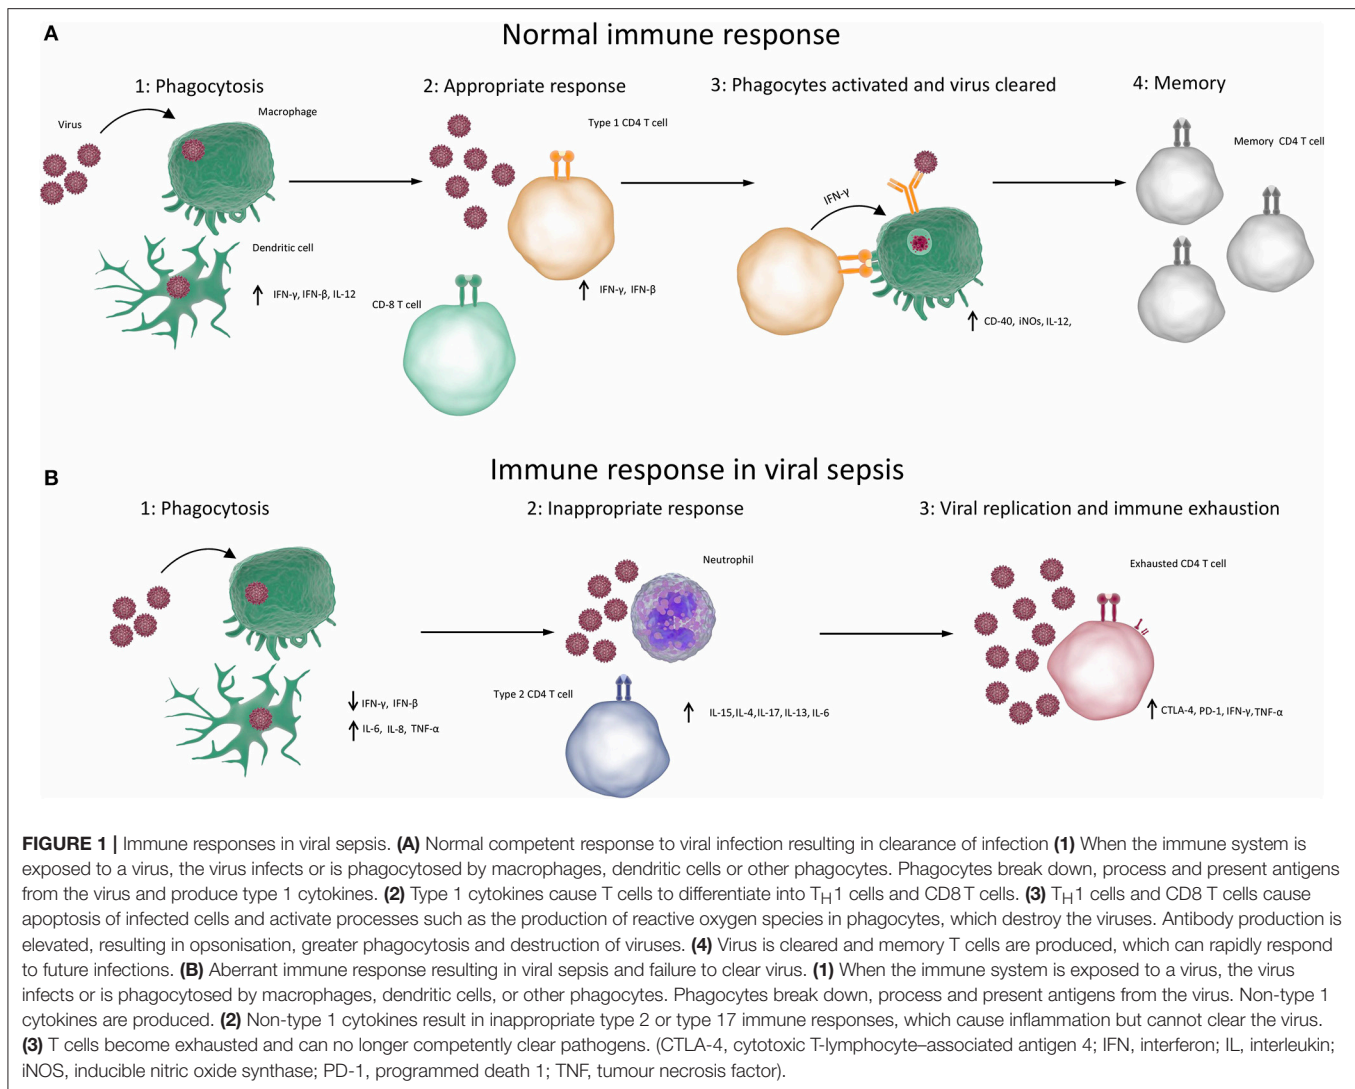 A
Normal immune response
1: Phagocytosis
2: Appropriate response
3: Phagocytes activated and virus cleared
4: Memory
Virus
Macrophage
Dendritic cell
IFN-γ, IFN-β, IL-12
Type 1 CD4 T cell
CD-8 T cell
IFN-γ, IFN-β
IFN-γ
CD-40, iNOs, IL-12,
Memory CD4 T cell
B
Immune response in viral sepsis
1: Phagocytosis
2: Inappropriate response
3: Viral replication and immune exhaustion
IFN-γ, IFN-β
IL-6, IL-8, TNF-α
Neutrophil
Type 2 CD4 T cell
IL-15, IL-4, IL-17, IL-13, IL-6
Exhausted CD4 T cell
CTLA-4, PD-1, IFN-γ, TNF-α
FIGURE 1 | Immune responses in viral sepsis. (A) Normal competent response to viral infection resulting in clearance of infection (1) When the immune system is
exposed to a virus, the virus infects or is phagocytosed by macrophages, dendritic cells or other phagocytes. Phagocytes break down, process and present antigens
from the virus and produce type 1 cytokines. (2) Type 1 cytokines cause T cells to differentiate into TH1 cells and CD8 T cells. (3) TH1 cells and CD8 T cells cause
apoptosis of infected cells and activate processes such as the production of reactive oxygen species in phagocytes, which destroy the viruses. Antibody production is
elevated, resulting in opsonisation, greater phagocytosis and destruction of viruses. (4) Virus is cleared and memory T cells are produced, which can rapidly respond
to future infections. (B) Aberrant immune response resulting in viral sepsis and failure to clear virus. (1) When the immune system is exposed to a virus, the virus
infects or is phagocytosed by macrophages, dendritic cells, or other phagocytes. Phagocytes break down, process and present antigens from the virus. Non-type 1
cytokines are produced. (2) Non-type 1 cytokines result in inappropriate type 2 or type 17 immune responses, which cause inflammation but cannot clear the virus.
(3) T cells become exhausted and can no longer competently clear pathogens. (CTLA-4, cytotoxic T-lymphocyte–associated antigen 4; IFN, interferon; IL, interleukin;
iNOS, inducible nitric oxide synthase; PD-1, programmed death 1; TNF, tumour necrosis factor).